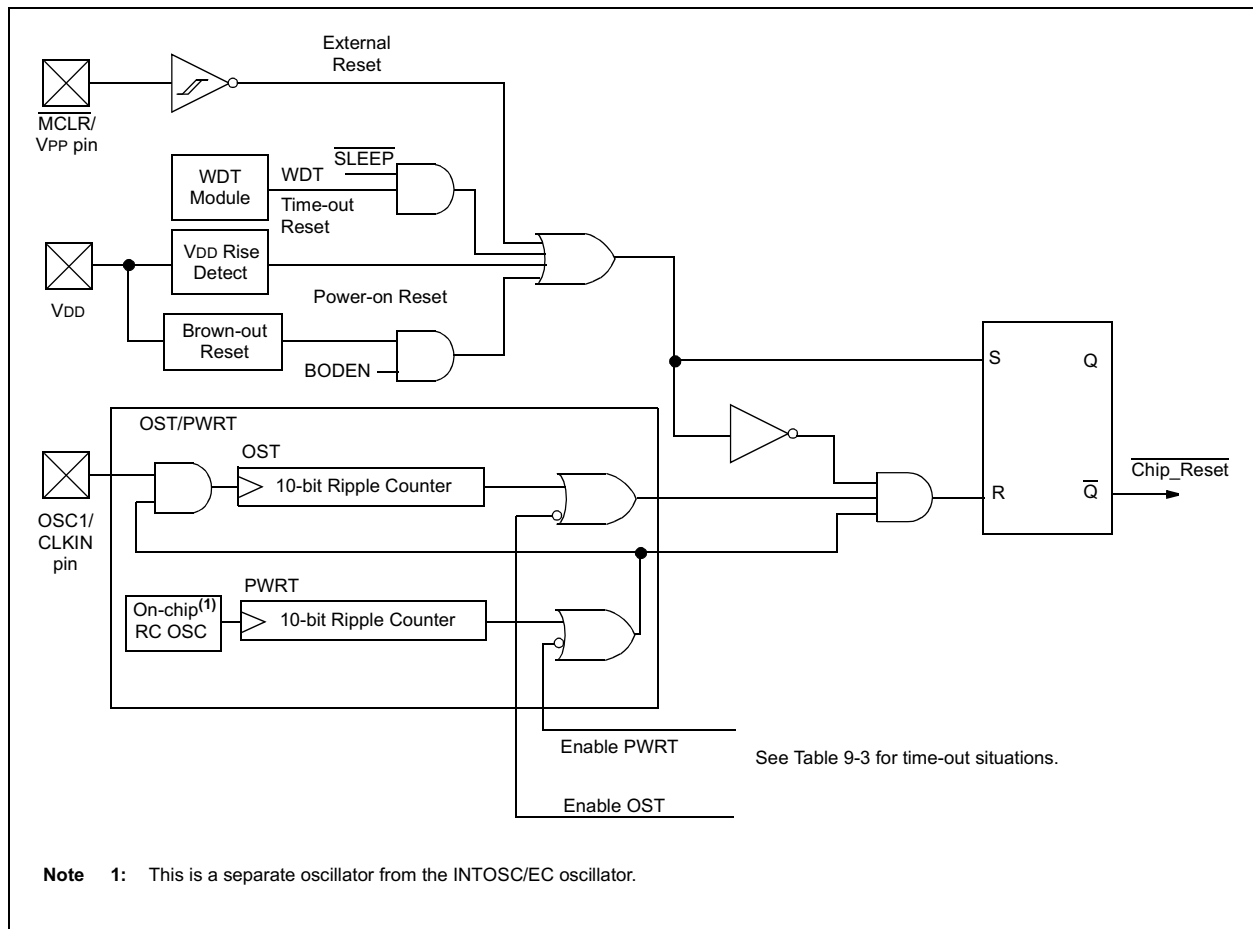 External
Reset
MCLR/
VPP pin
SLEEP
WDT
Module
WDT
Time-out
Reset
VDD
VDD Rise
Detect
Power-on Reset
Brown-out
Reset
BODEN
S
Q
OST/PWRT
OST
10-bit Ripple Counter
OSC1/
CLKIN
pin
R
Q
Chip_Reset
PWRT
On-chip(1)
RC OSC
10-bit Ripple Counter
Enable PWRT
See Table 9-3 for time-out situations.
Enable OST
Note 1: This is a separate oscillator from the INTOSC/EC oscillator.